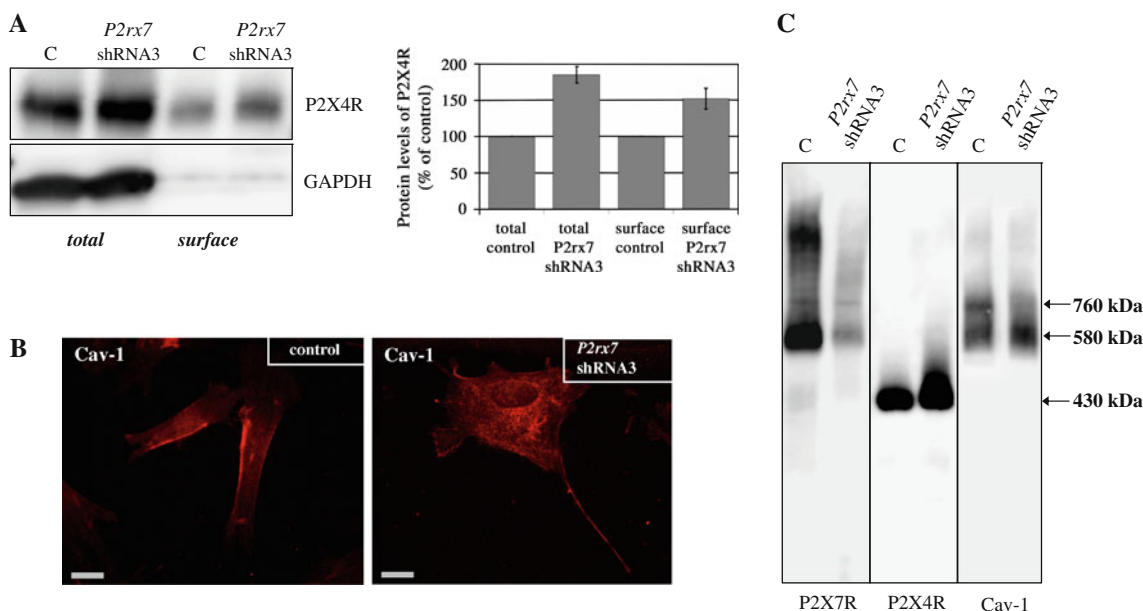 A
C
P2rx7
shRNA3
C
P2rx7
shRNA3
P2X4R
GAPDH
total
surface
Protein levels of P2X4R
(% of control)
200
150
100
50
0
total
control
total
P2rx7
shRNA3
surface
control
surface
P2rx7
shRNA3
B
Cav-1
control
Cav-1
P2rx7
shRNA3
C
C
P2rx7
shRNA3
C
P2rx7
shRNA3
C
P2rx7
shRNA3
760 kDa
580 kDa
430 kDa
P2X7R
P2X4R
Cav-1